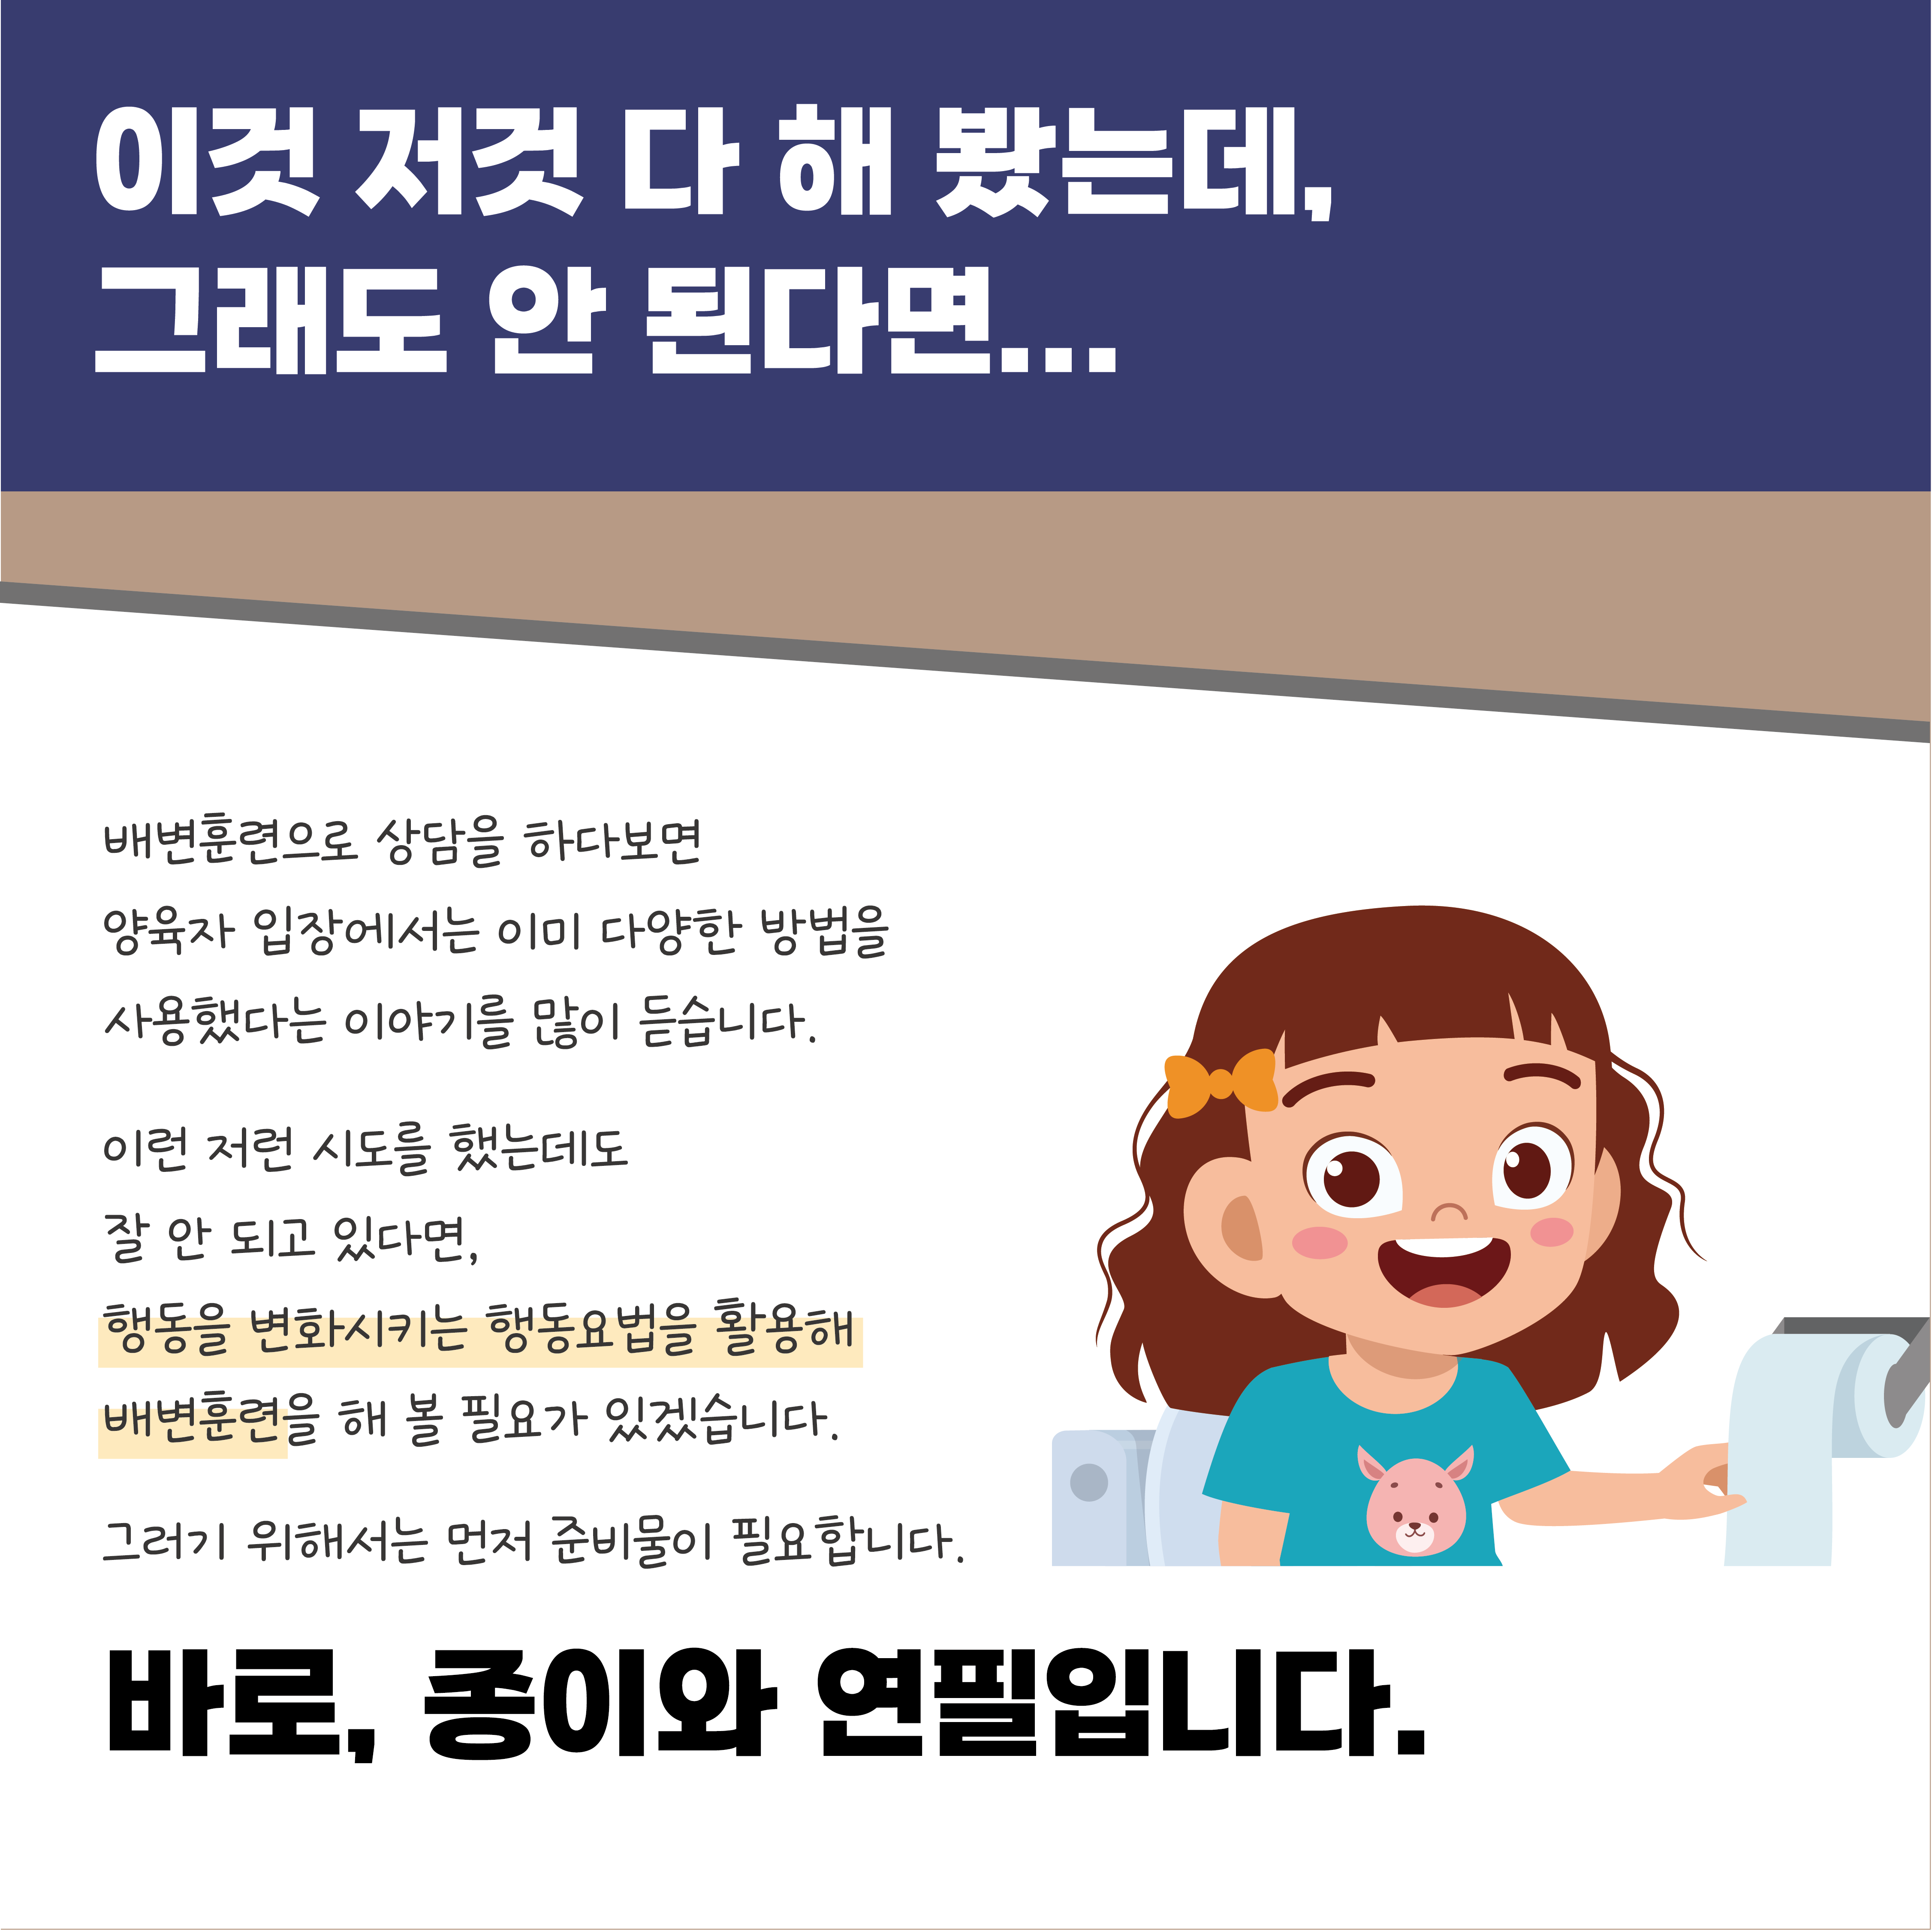 이것 저것 다 해 봤는데,
그래도 안 된다면...
배변훈련으로 상담을 하다보면
양육자 입장에서는 이미 다양한 방법을
사용했다는 이야기를 많이 듣습니다.
이런 저런 시도를 했는데도
잘 안 되고 있다면,
행동을 변화시키는 행동요법을 활용해
배변훈련을 해 볼 필요가 있겠습니다.
그러기 위해서는 먼저 준비물이 필요합니다.
바로, 종이와 연필입니다.